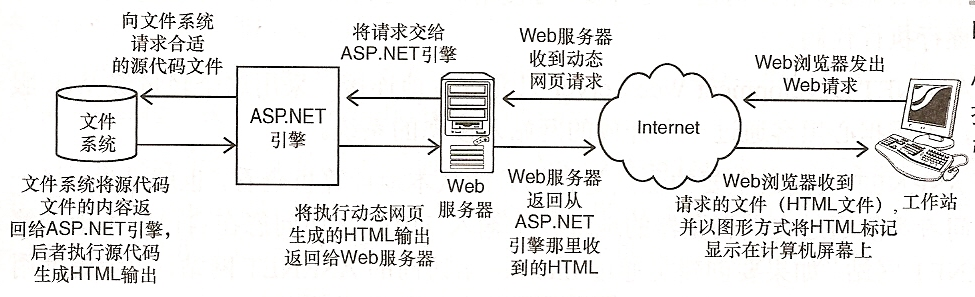 向文件系统
请求合适
的源代码文件
文件
系统
文件系统将源代码
文件的内容返
回给ASP.NET引擎，
后者执行源代码
生成HTML输出
ASP.NET
引擎
将请求交给
ASP.NET引擎
将执行动态网页
生成的HTML输出
返回给Web服务器
Web
服务器
Web服务器
收到动态
网页请求
Web服务器
返回从
ASP.NET
引擎那里收
到的HTML
Internet
Web浏览器发出
Web请求
Web浏览器收到
请求的文件（HTML文件），
并以图形方式将HTML标记
显示在计算机屏幕上
工作站